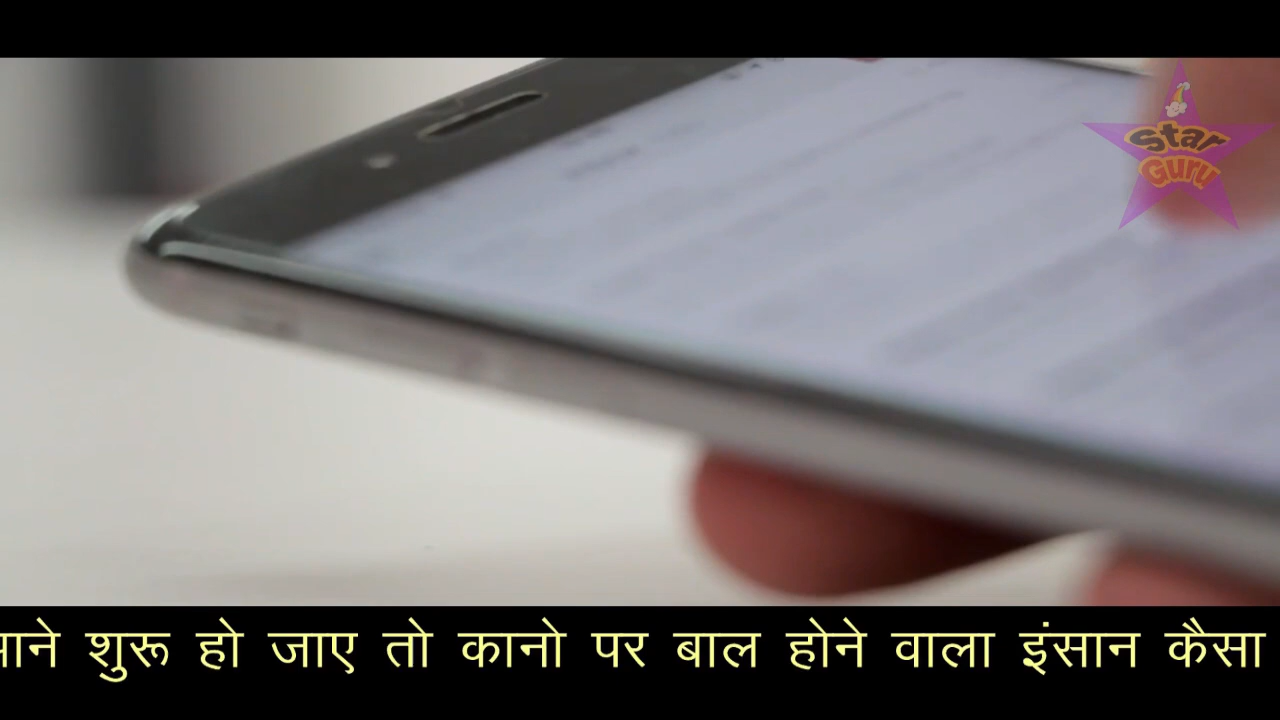 Star
Guru
शुरू हो जाए तो कानो पर बाल होने वाला इंसान कैसा